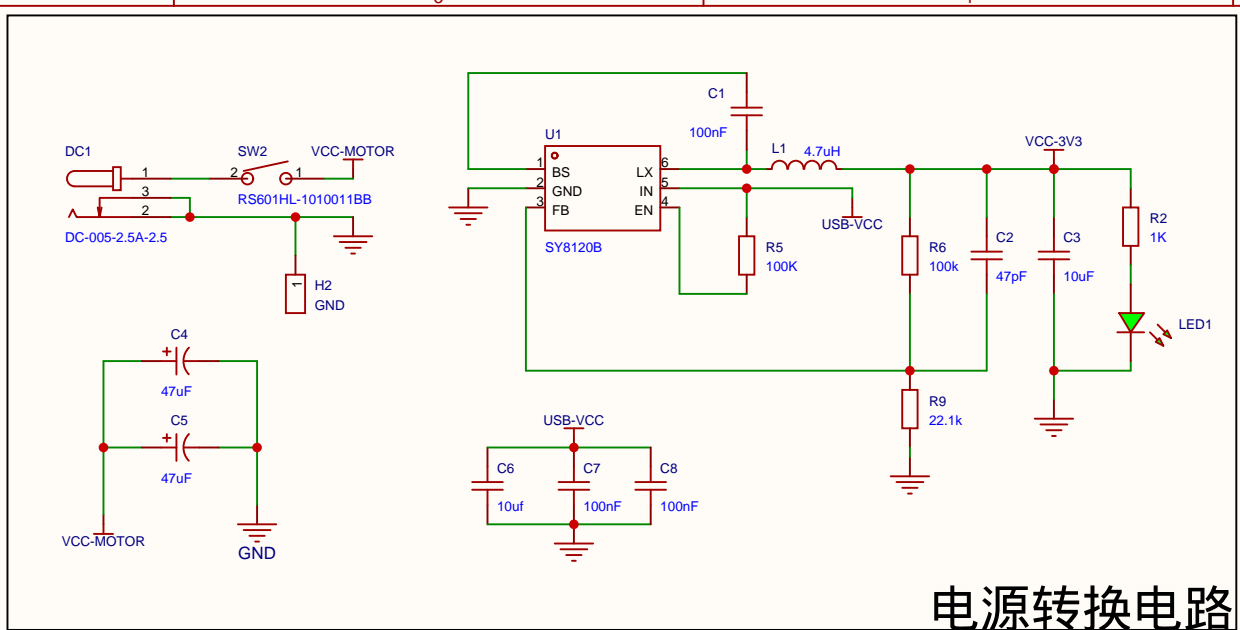 DC1
1
3
2
DC-005-2.5A-2.5
SW2
2
1
RS601HL-1010011BB
VCC-MOTOR
1
H2
GND
C4
+
47uF
C5
+
47uF
VCC-MOTOR
GND
C1
100nF
U1
1
BS
2
GND
3
FB
LX
6
IN
5
EN
4
SY8120B
L1
4.7uH
USB-VCC
R5
100K
R6
100k
C2
47pF
VCC-3V3
C3
10uF
R2
1K
LED1
R9
22.1k
USB-VCC
C6
10uf
C7
100nF
C8
100nF
电源转换电路